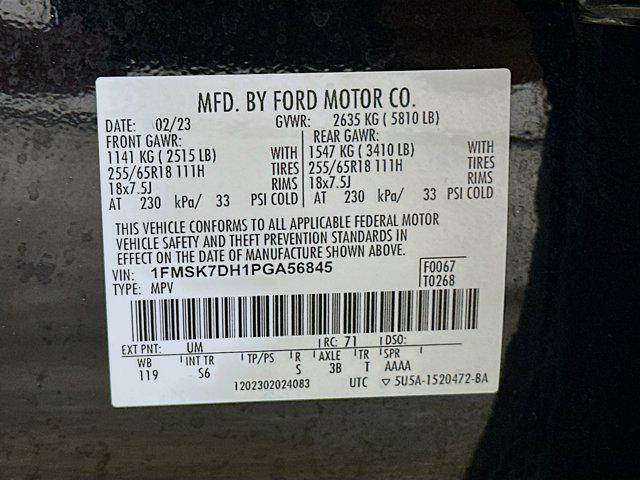 MFD. BY FORD MOTOR CO.
DATE: 02/23 GVWR: 2635 KG ( 5810 LB)
FRONT GAWR: REAR GAWR:
1141 KG ( 2515 LB) WITH 1547 KG ( 3410 LB) WITH
255/65R18 111H TIRES 255/65R18 111H TIRES
18x7.5J RIMS 18x7.5J RIMS
AT 230 kPa/ 33 PSI COLD AT 230 kPa/ 33 PSI COLD
THIS VEHICLE CONFORMS TO ALL APPLICABLE FEDERAL MOTOR
VEHICLE SAFETY AND THEFT PREVENTION STANDARDS IN
EFFECT ON THE DATE OF MANUFACTURE SHOWN ABOVE.
VIN: 1FMSK7DH1PGA56845 F0067
TYPE: MPV T0268
EXT PNT: UM RC: 71 DSO:
WB INT TR TP/PS R AXLE TR SPR
119 S6 S 3B T AAAA
1202302024083 UTC ▽ 5U5A-1520472-BA